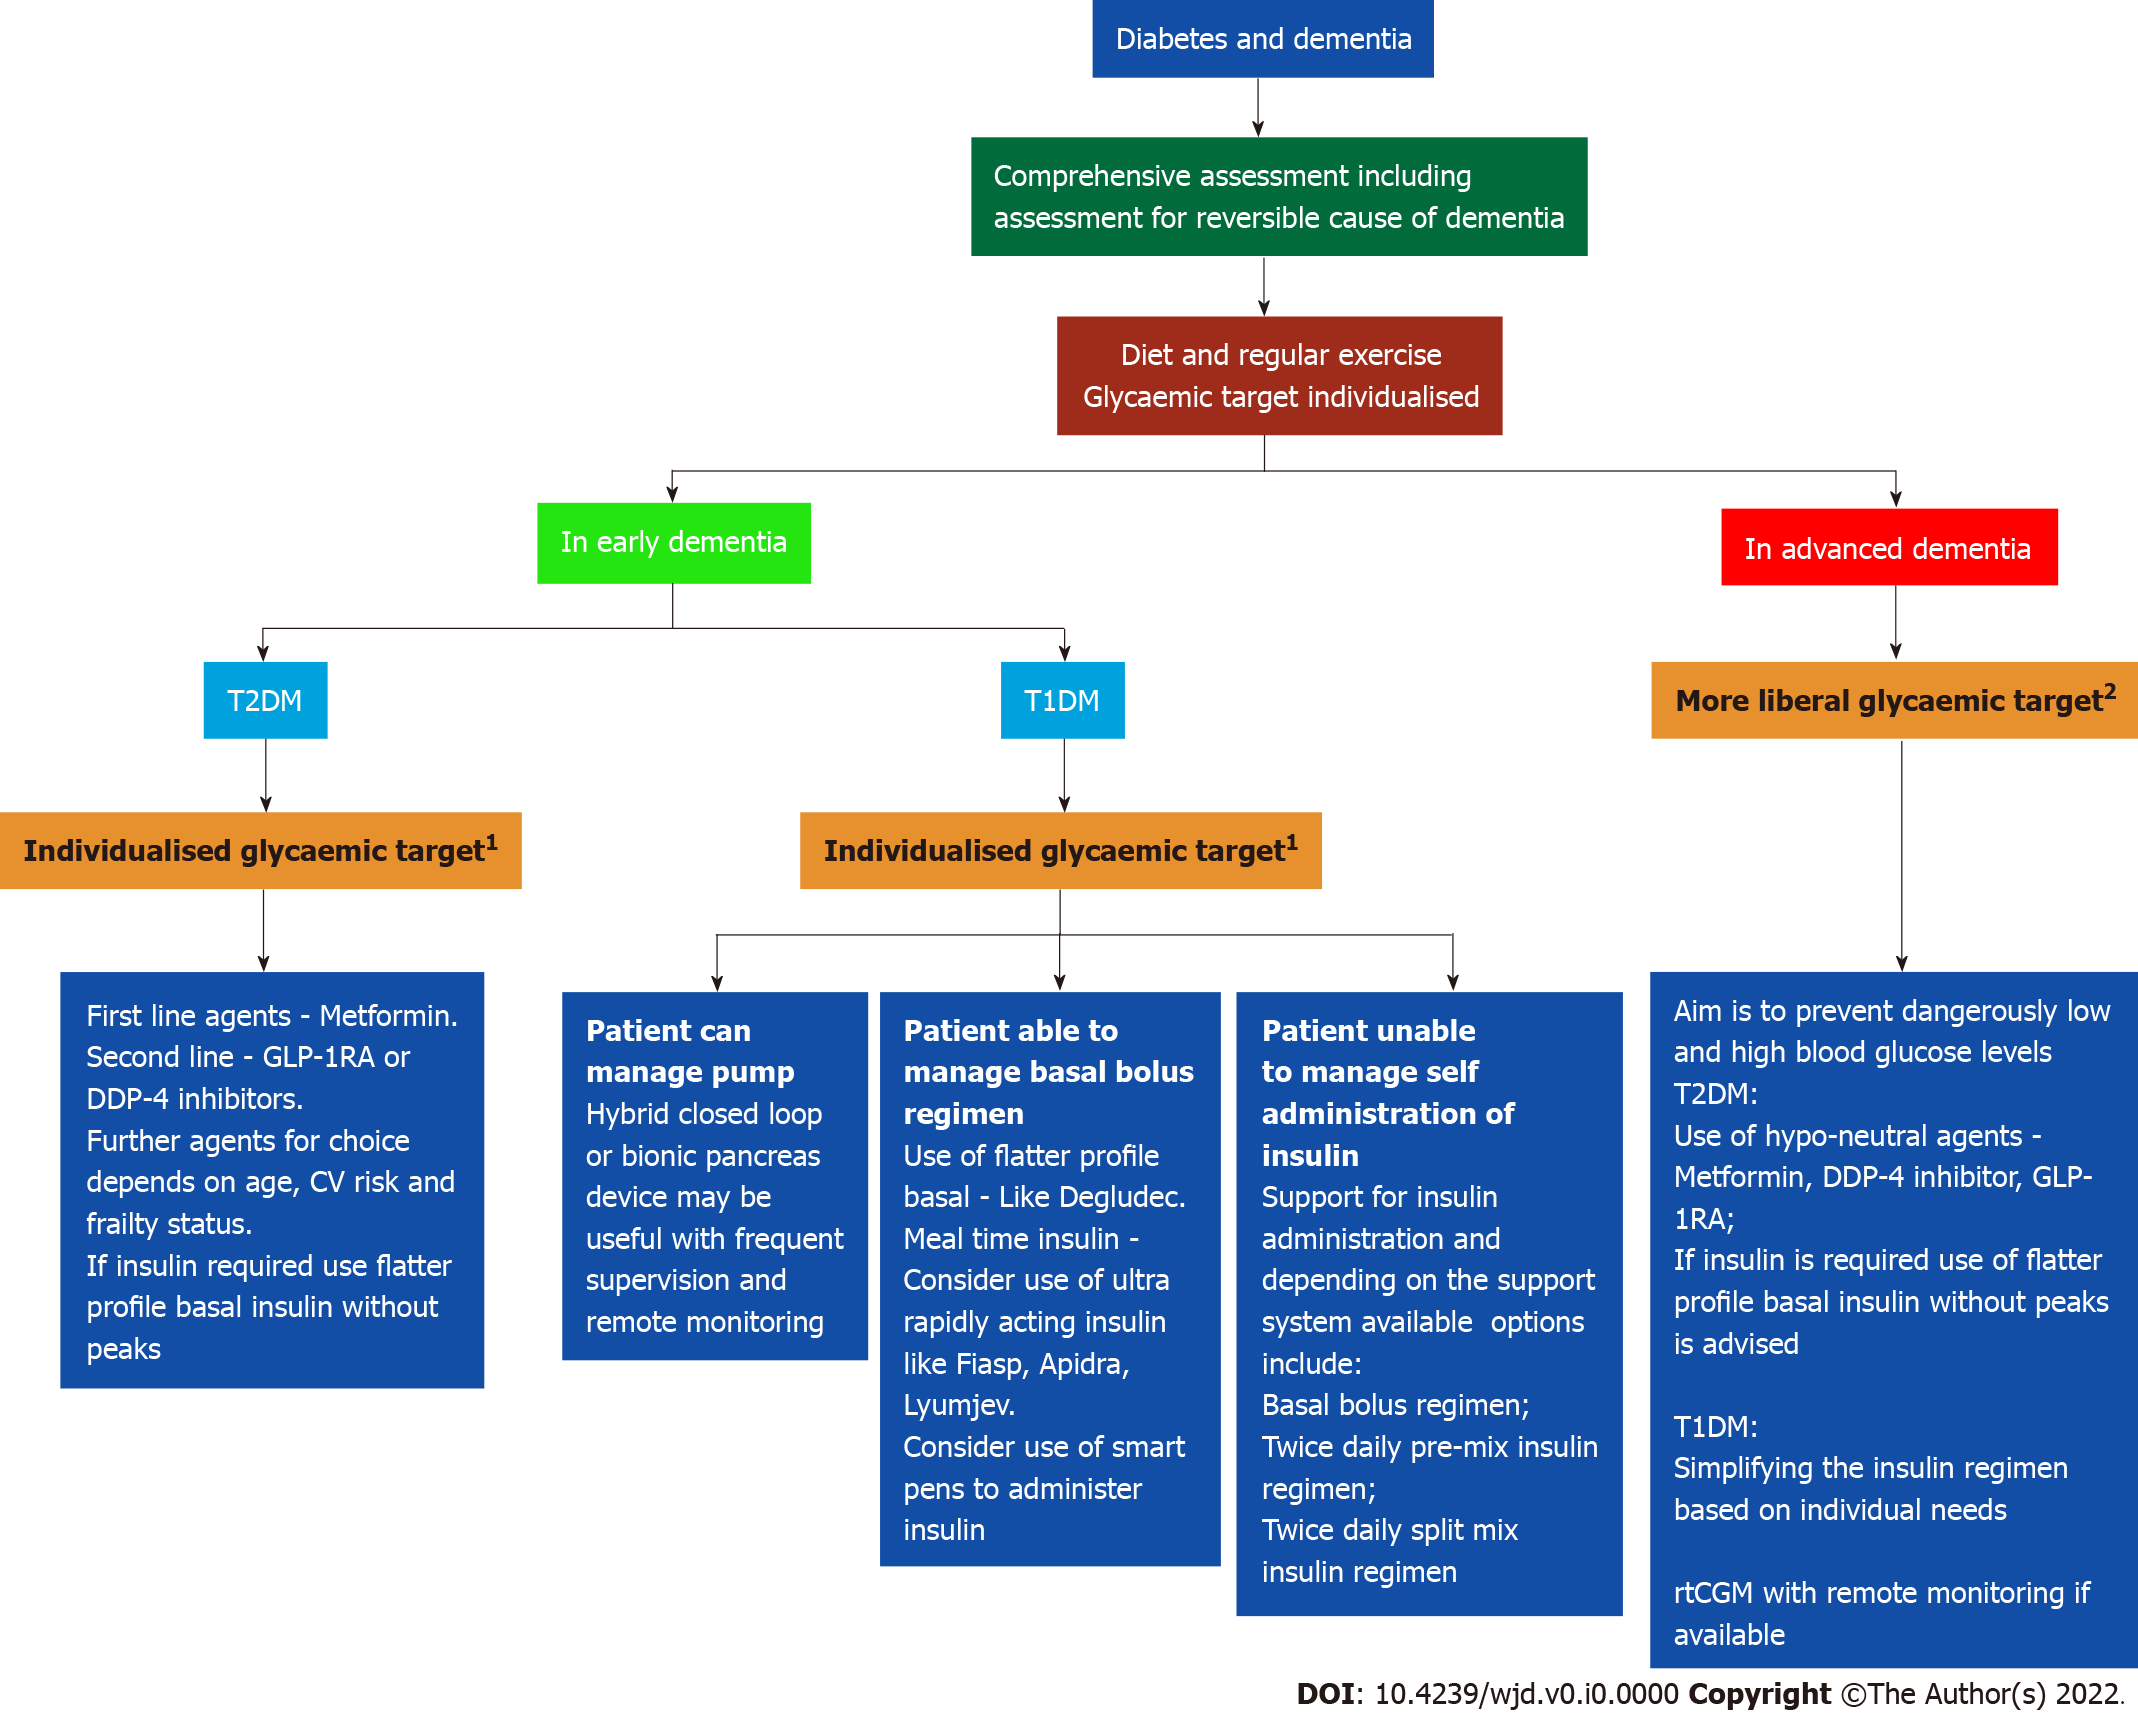 Diabetes and dementia
Comprehensive assessment including
assessment for reversible cause of dementia
Diet and regular exercise
Glycaemic target individualised
In early dementia
In advanced dementia
T2DM
T1DM
More liberal glycaemic target2
Individualised glycaemic target1
Individualised glycaemic target1
First line agents - Metformin.
Second line - GLP-1RA or
DDP-4 inhibitors.
Further agents for choice
depends on age, CV risk and
frailty status.
If insulin required use flatter
profile basal insulin without
peaks
Patient can
manage pump
Hybrid closed loop
or bionic pancreas
device may be
useful with frequent
supervision and
remote monitoring
Patient able to
manage basal bolus
regimen
Use of flatter profile
basal - Like Degludec.
Meal time insulin -
Consider use of ultra
rapidly acting insulin
like Fiasp, Apidra,
Lyumjev.
Consider use of smart
pens to administer
insulin
Patient unable
to manage self
administration of
insulin
Support for insulin
administration and
depending on the support
system available options
include:
Basal bolus regimen;
Twice daily pre-mix insulin
regimen;
Twice daily split mix
insulin regimen
Aim is to prevent dangerously low
and high blood glucose levels
T2DM:
Use of hypo-neutral agents -
Metformin, DDP-4 inhibitor, GLP-
1RA;
If insulin is required use of flatter
profile basal insulin without peaks
is advised
T1DM:
Simplifying the insulin regimen
based on individual needs
rtCGM with remote monitoring if
available
DOI: 10.4239/wjd.v0.i0.0000 Copyright ©The Author(s) 2022.